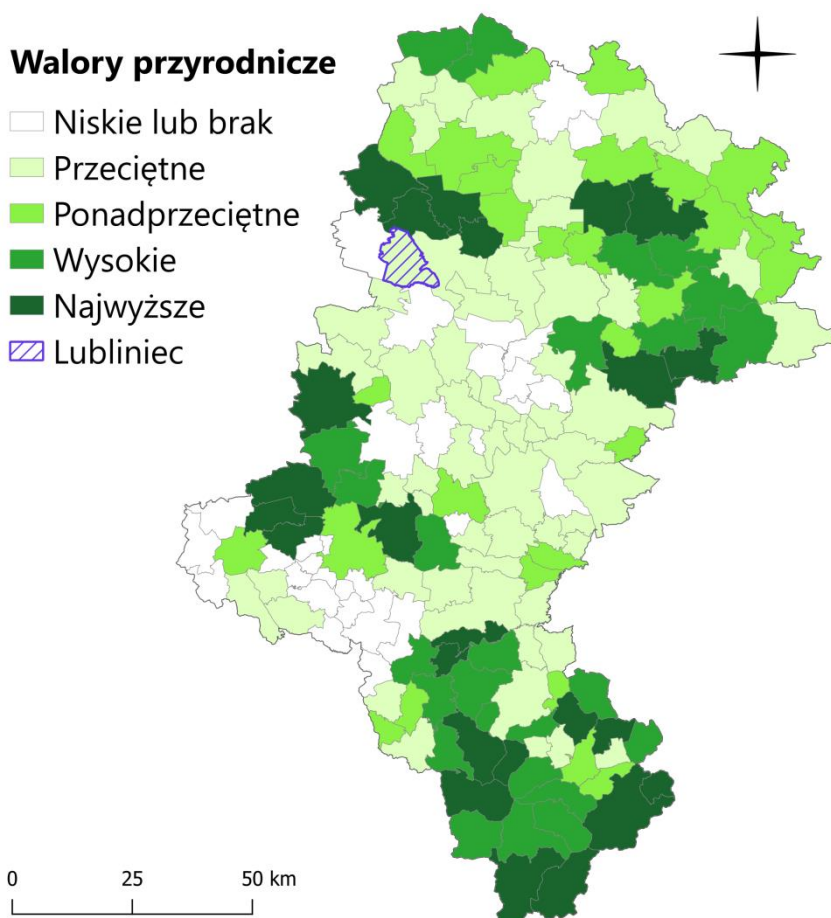 Walory przyrodnicze
Niskie lub brak
Przeciętne
Ponadprzeciętne
Wysokie
Najwyższe
Lubliniec
0 25 50 km